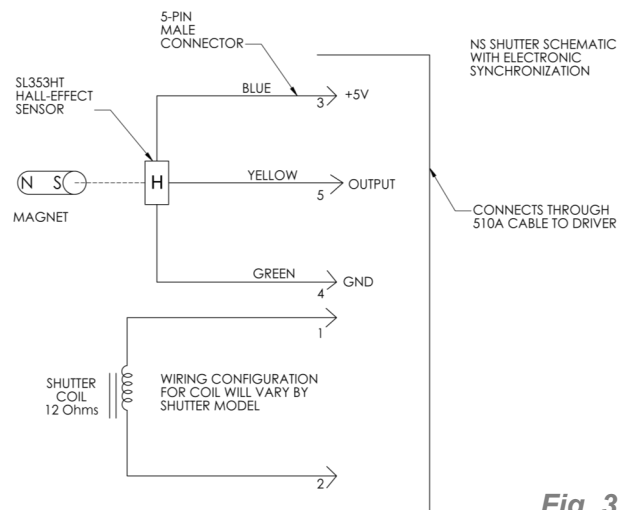 5-PIN
MALE
CONNECTOR
NS SHUTTER SCHEMATIC
WITH ELECTRONIC
SYNCHRONIZATION
SL353HT
HALL-EFFECT
SENSOR
BLUE
3
+5V
N S
H
YELLOW
5
OUTPUT
MAGNET
CONNECTS THROUGH
510A CABLE TO DRIVER
GREEN
4
GND
1
SHUTTER
COIL
12 Ohms
WIRING CONFIGURATION
FOR COIL WILL VARY BY
SHUTTER MODEL
2
Fig. 3